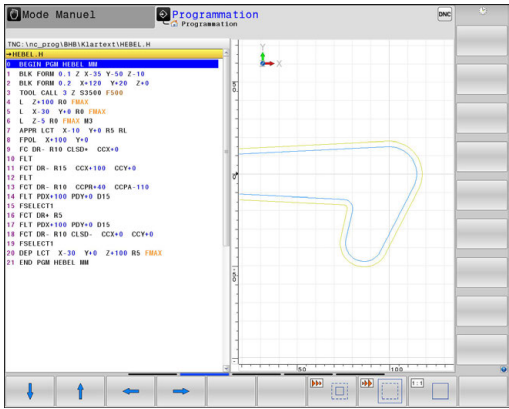 Mode Manuel
Programmation
Programmation
DNC
TNC:\nc_prog\BHB\Klartext\HEBEL.H
→HEBEL.H
0 BEGIN PGM HEBEL MM
1 BLK FORM 0.1 Z X-35 Y-50 Z-10
2 BLK FORM 0.2 X+120 Y+20 Z+0
3 TOOL CALL 3 Z S3500 F500
4 L Z+100 R0 FMAX
5 L X-30 Y+0 R0 FMAX
6 L Z-5 R0 FMAX M3
7 APPR LCT X-10 Y+0 R5 RL
8 FPOL X+100 Y+0
9 FC DR- R10 CLSD+ CCX+0
10 FLT
11 FCT DR- R15 CCX+100 CCY+0
12 FLT
13 FCT DR- R10 CCPR+40 CCPA-110
14 FLT PDX+100 PDY+0 D15
15 FSELECT1
16 FCT DR+ R5
17 FLT PDX+100 PDY+0 D15
18 FCT DR- R10 CLSD- CCX+0 CCY+0
19 FSELECT1
20 DEP LCT X-30 Y+0 Z+100 R5 FMAX
21 END PGM HEBEL MM
Y
X
50
100
1:1